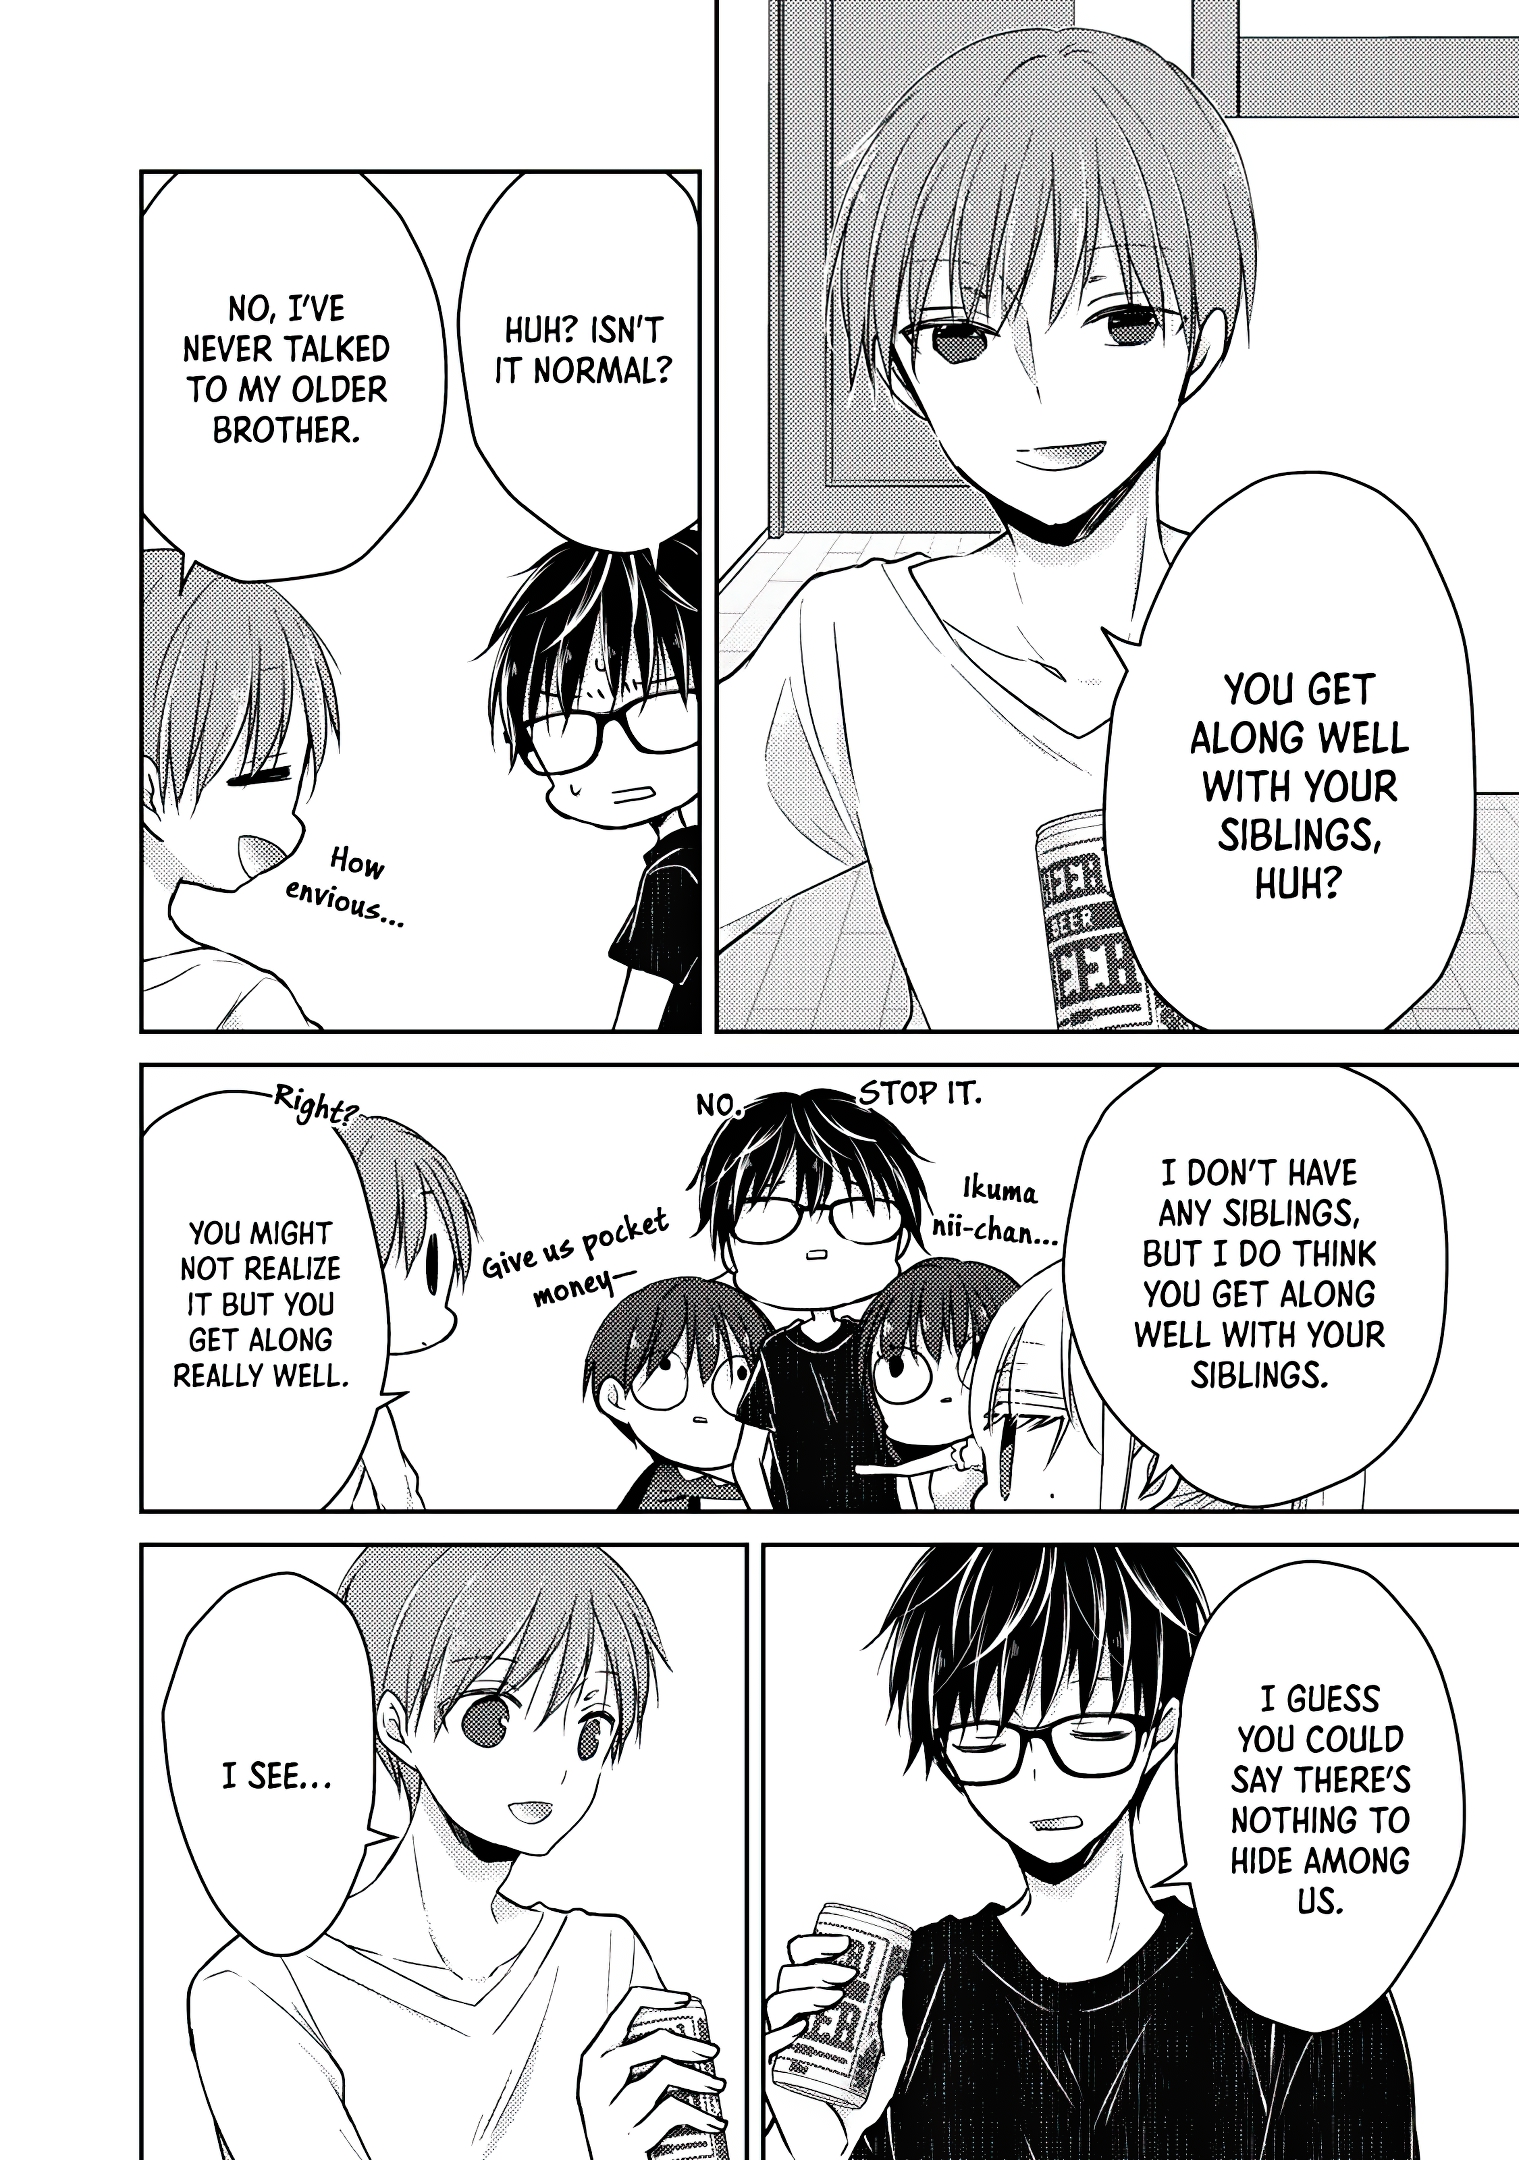 YOU GET
ALONG WELL
WITH YOUR
SIBLINGS,
HUH?
BEER
HUH? ISN'T
IT NORMAL?
NO, I'VE
NEVER TALKED
TO MY OLDER
BROTHER.
How
envious...
I DON'T HAVE
ANY SIBLINGS,
BUT I DO THINK
YOU GET ALONG
WELL WITH YOUR
SIBLINGS.
Ikuma
nii-chan...
STOP IT.
NO.
Give us pocket
money—
Right?
YOU MIGHT
NOT REALIZE
IT BUT YOU
GET ALONG
REALLY WELL.
I GUESS
YOU COULD
SAY THERE'S
NOTHING TO
HIDE AMONG
US.
I SEE...